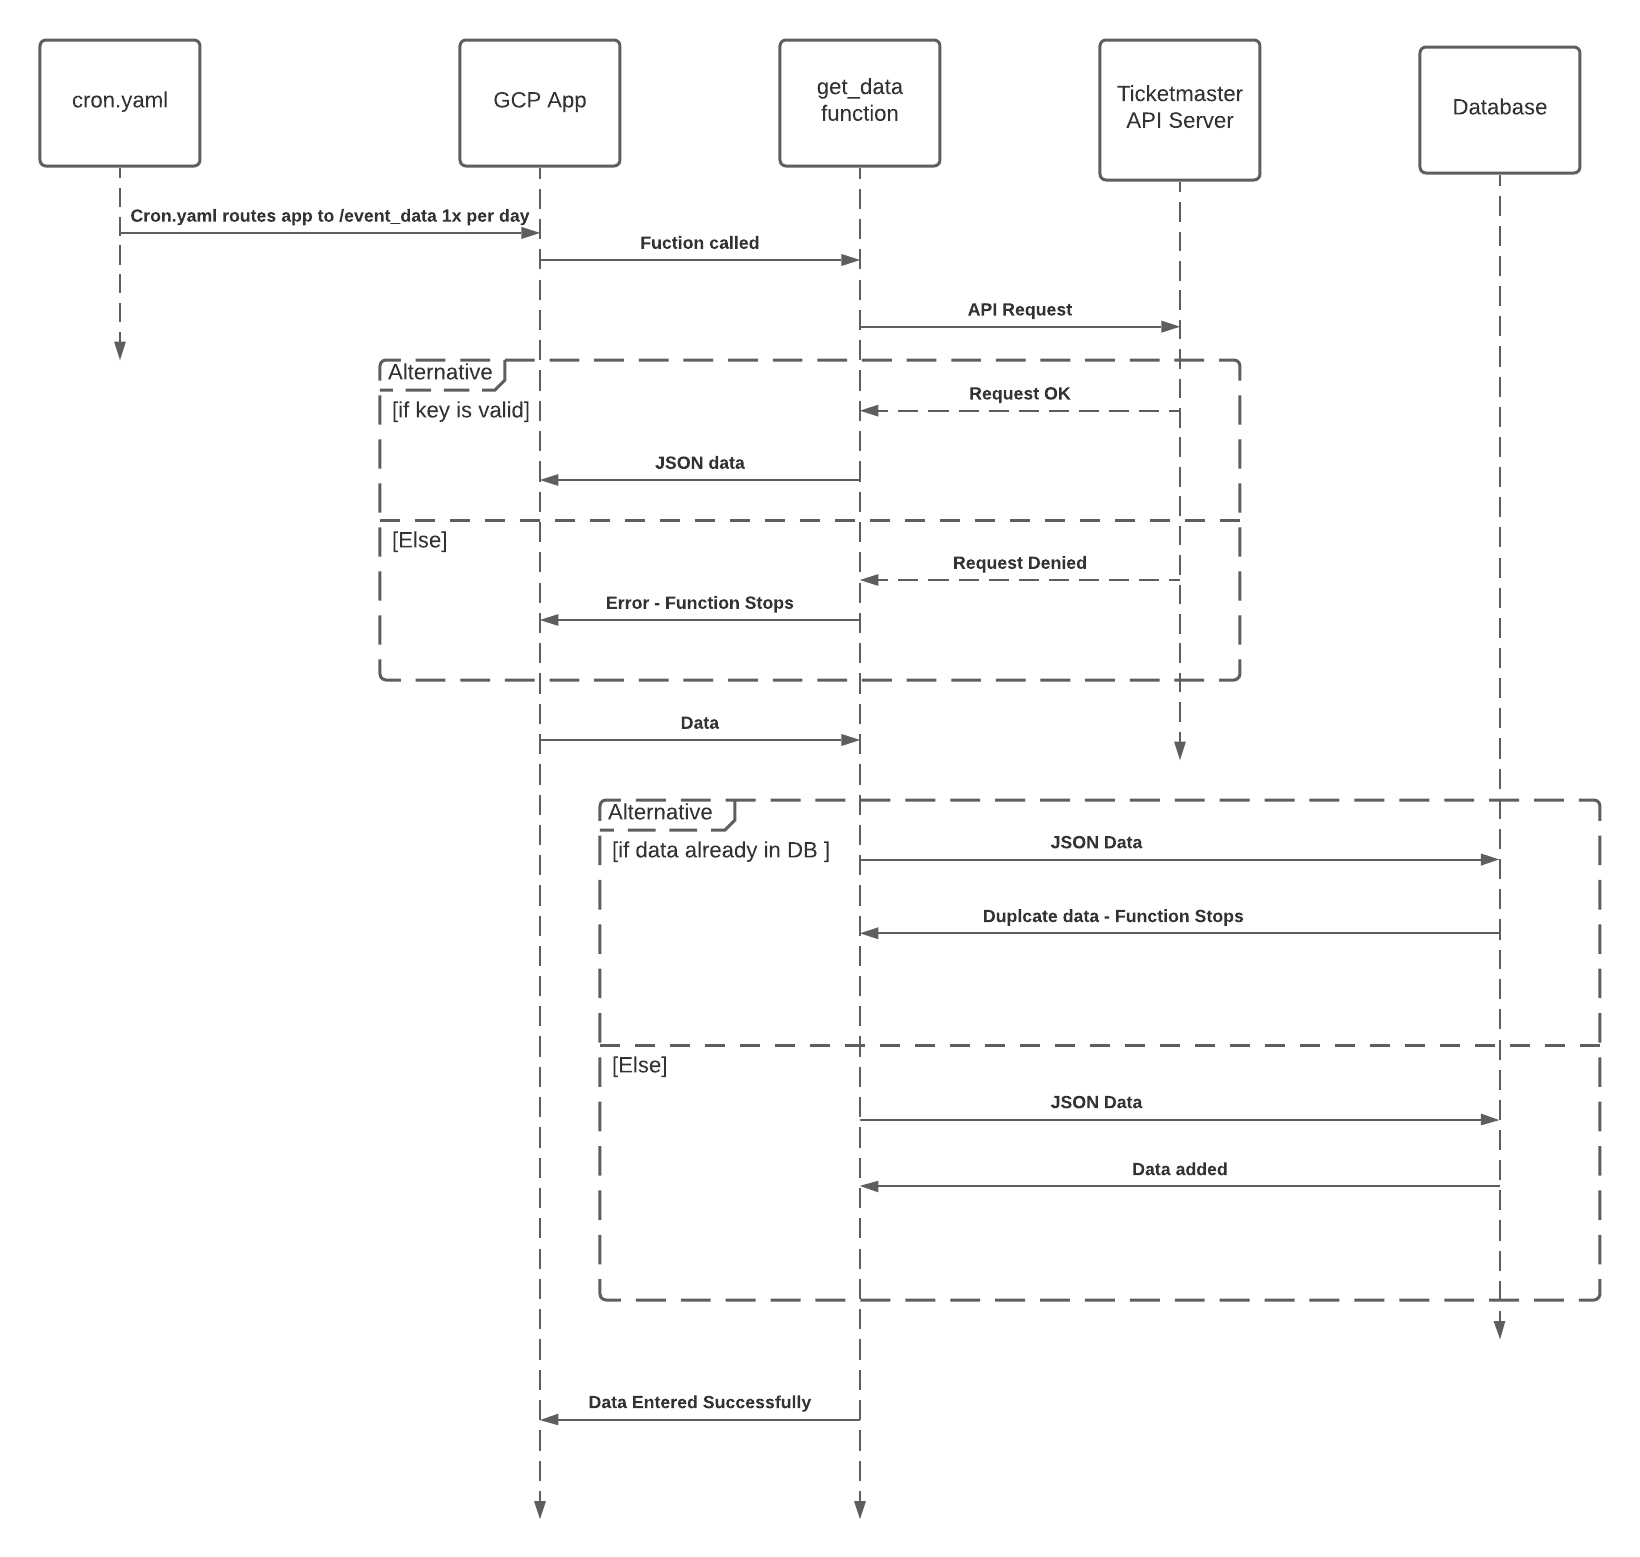 cron.yaml
GCP App
get_data
function
Ticketmaster
API Server
Database
Cron.yaml routes app to /event_data 1x per day
Fuction called
API Request
Alternative
[if key is valid]
Request OK
JSON data
[Else]
Request Denied
Error - Function Stops
Data
Alternative
[if data already in DB ]
JSON Data
Duplcate data - Function Stops
[Else]
JSON Data
Data added
Data Entered Successfully